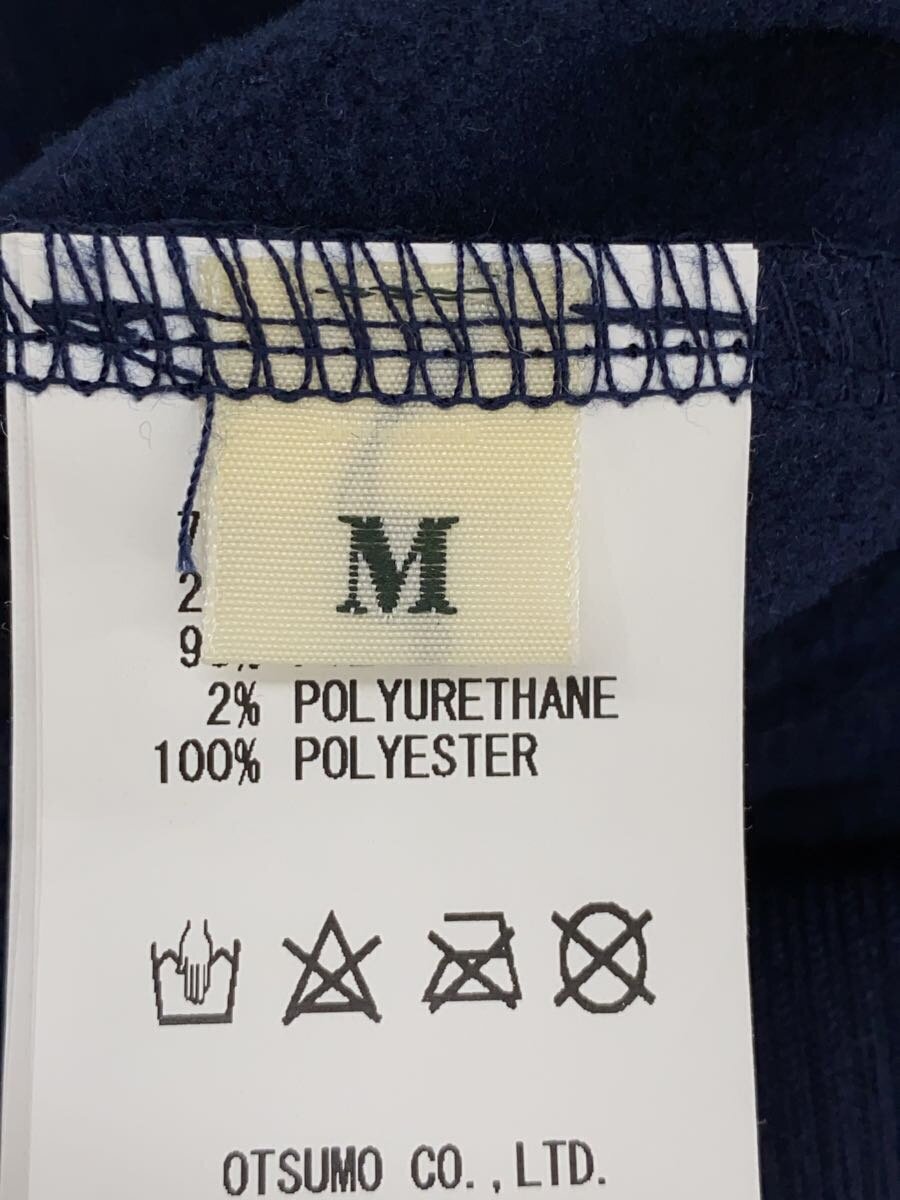 M
2% POLYURETHANE
100% POLYESTER
OTSUMO CO.,LTD.